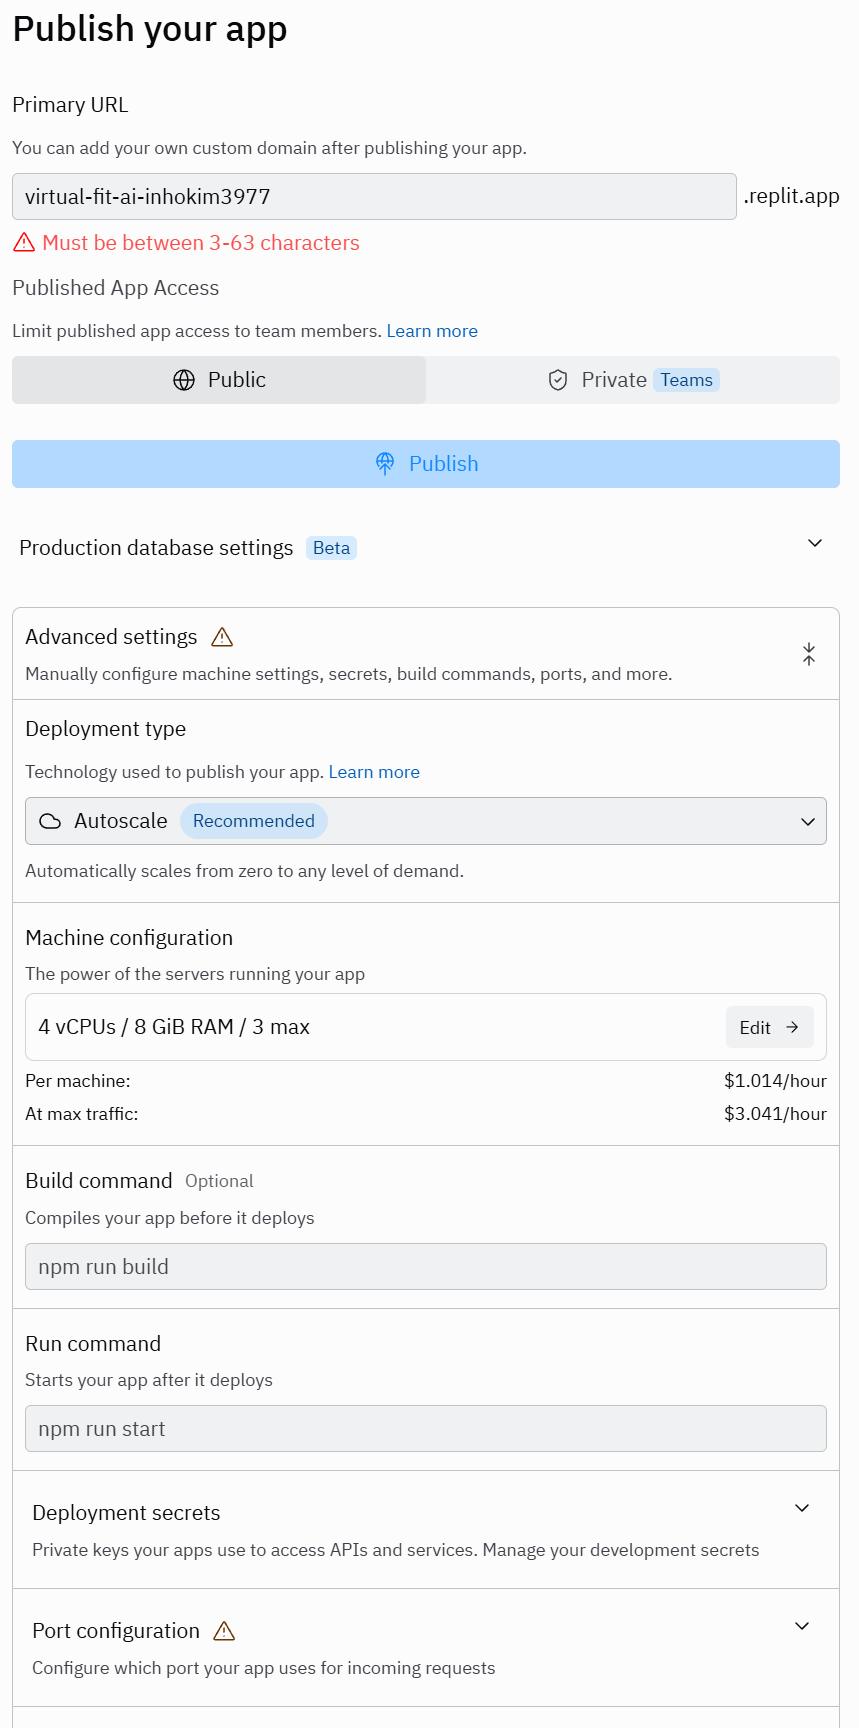 Publish your app
Primary URL
You can add your own custom domain after publishing your app.
virtual-fit-ai-inhokim3977 .replit.app
Must be between 3-63 characters
Published App Access
Limit published app access to team members. Learn more
Public Private Teams
Publish
Production database settings Beta
Advanced settings
Manually configure machine settings, secrets, build commands, ports, and more.
Deployment type
Technology used to publish your app. Learn more
Autoscale Recommended
Automatically scales from zero to any level of demand.
Machine configuration
The power of the servers running your app
4 vCPUs / 8 GiB RAM / 3 max Edit →
Per machine: $1.014/hour
At max traffic: $3.041/hour
Build command Optional
Compiles your app before it deploys
npm run build
Run command
Starts your app after it deploys
npm run start
Deployment secrets
Private keys your apps use to access APIs and services. Manage your development secrets
Port configuration
Configure which port your app uses for incoming requests